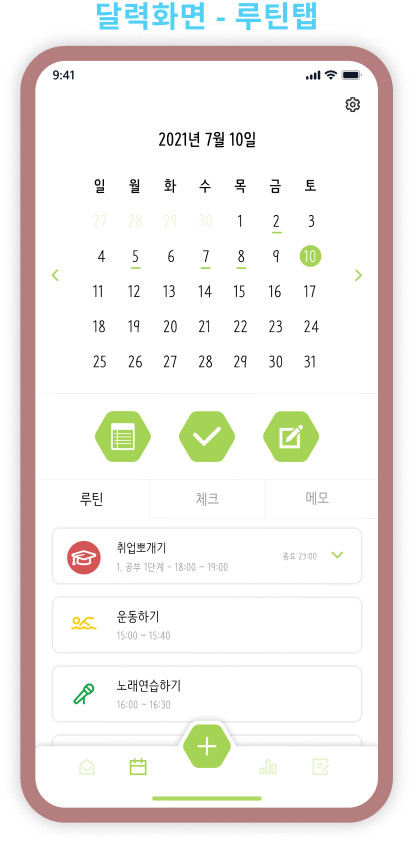 달력화면 - 루틴탭
9:41
2021년 7월 10일
일 월 화 수 목 금 토
27 28 29 30 1 2 3
4 5 6 7 8 9 10
11 12 13 14 15 16 17
18 19 20 21 22 23 24
25 26 27 28 29 30 31
루틴 체크 메모
취업뽀개기
1. 공부 1단계 - 18:00 ~ 19:00
종료 23:00
운동하기
15:00 ~ 15:40
노래연습하기
16:00 ~ 16:30